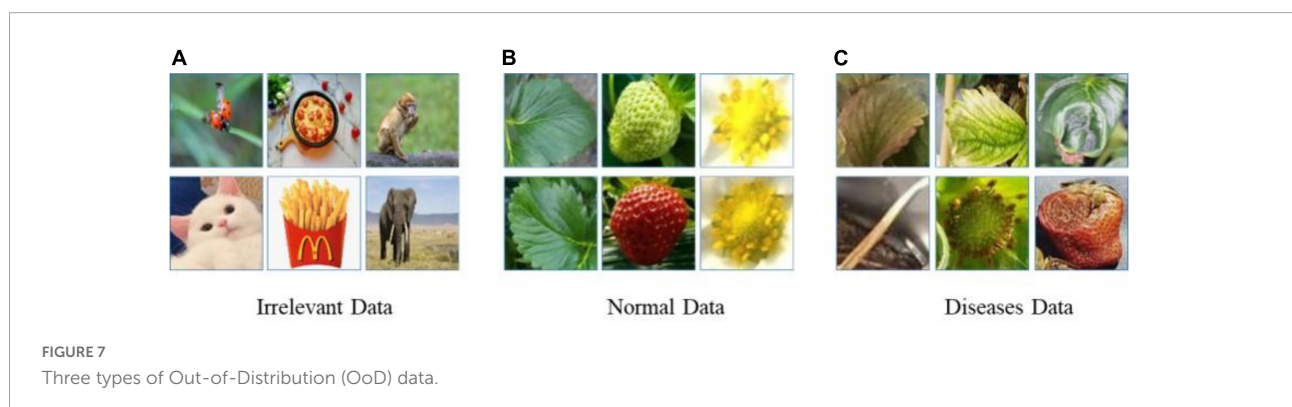 A
B
C
Irrelevant Data
Normal Data
Diseases Data
FIGURE 7
Three types of Out-of-Distribution (OoD) data.